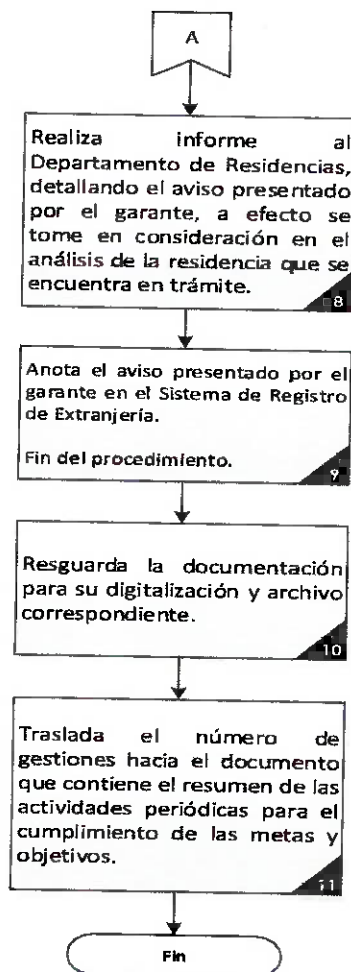 A
Realiza informe al
Departamento de Residencias,
detallando el aviso presentado
por el garante, a efecto se
tome en consideración en el
análisis de la residencia que se
encuentra en trámite.
8
Anota el aviso presentado por el
garante en el Sistema de Registro
de Extranjería.
Fin del procedimiento.
9
Resguarda la documentación
para su digitalización y archivo
correspondiente.
10
Traslada el número de
gestiones hacia el documento
que contiene el resumen de las
actividades periódicas para el
cumplimiento de las metas y
objetivos.
11
Fin